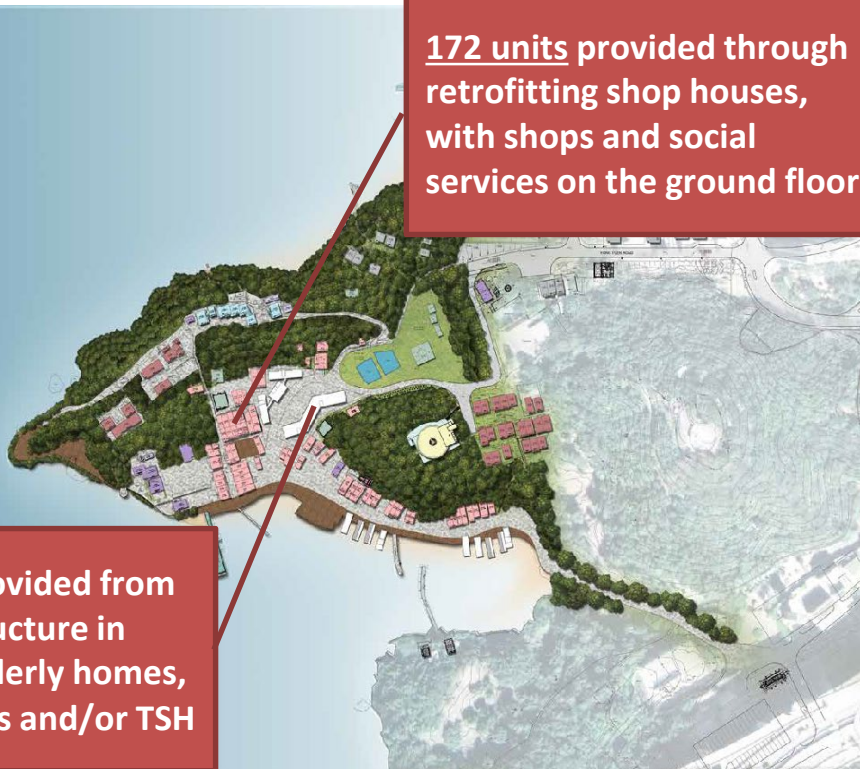 172 units provided through
retrofitting shop houses,
with shops and social
services on the ground floor
ovided from
ucture in
derly homes,
s and/or TSH